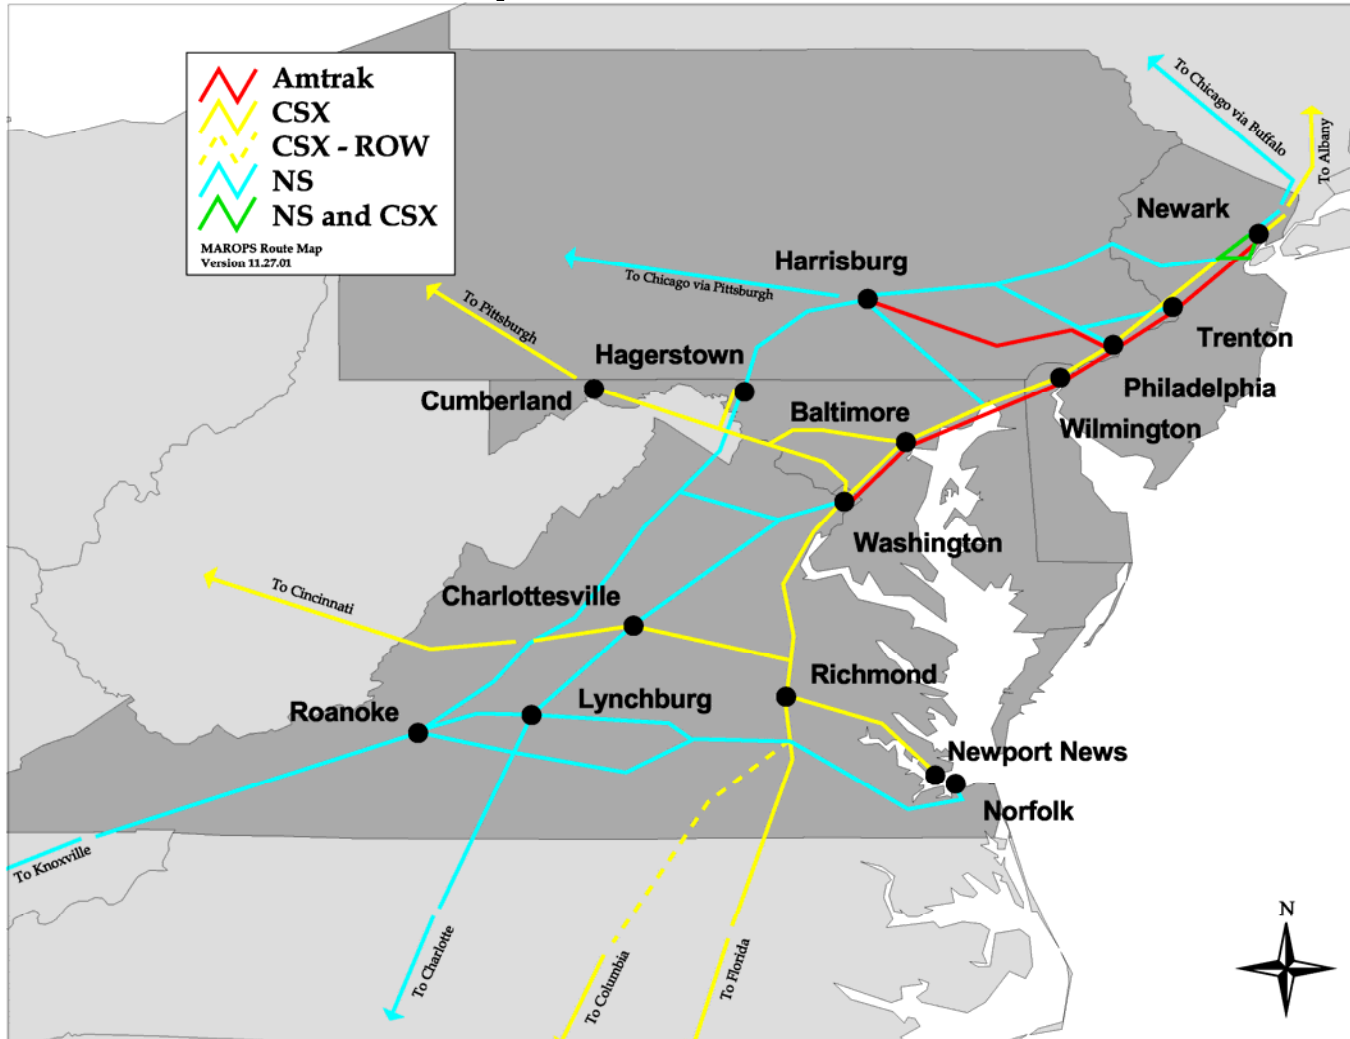 Amtrak
CSX
CSX - ROW
NS
NS and CSX
MAROPS Route Map
Version 11.27.01
To Chicago via Buffalo
To Albany
Newark
Harrisburg
To Chicago via Pittsburgh
To Pittsburgh
Trenton
Hagerstown
Philadelphia
Cumberland
Baltimore
Wilmington
Washington
To Cincinnati
Charlottesville
Richmond
Lynchburg
Roanoke
Newport News
Norfolk
To Knoxville
To Charlotte
To Columbia
To Florida
N